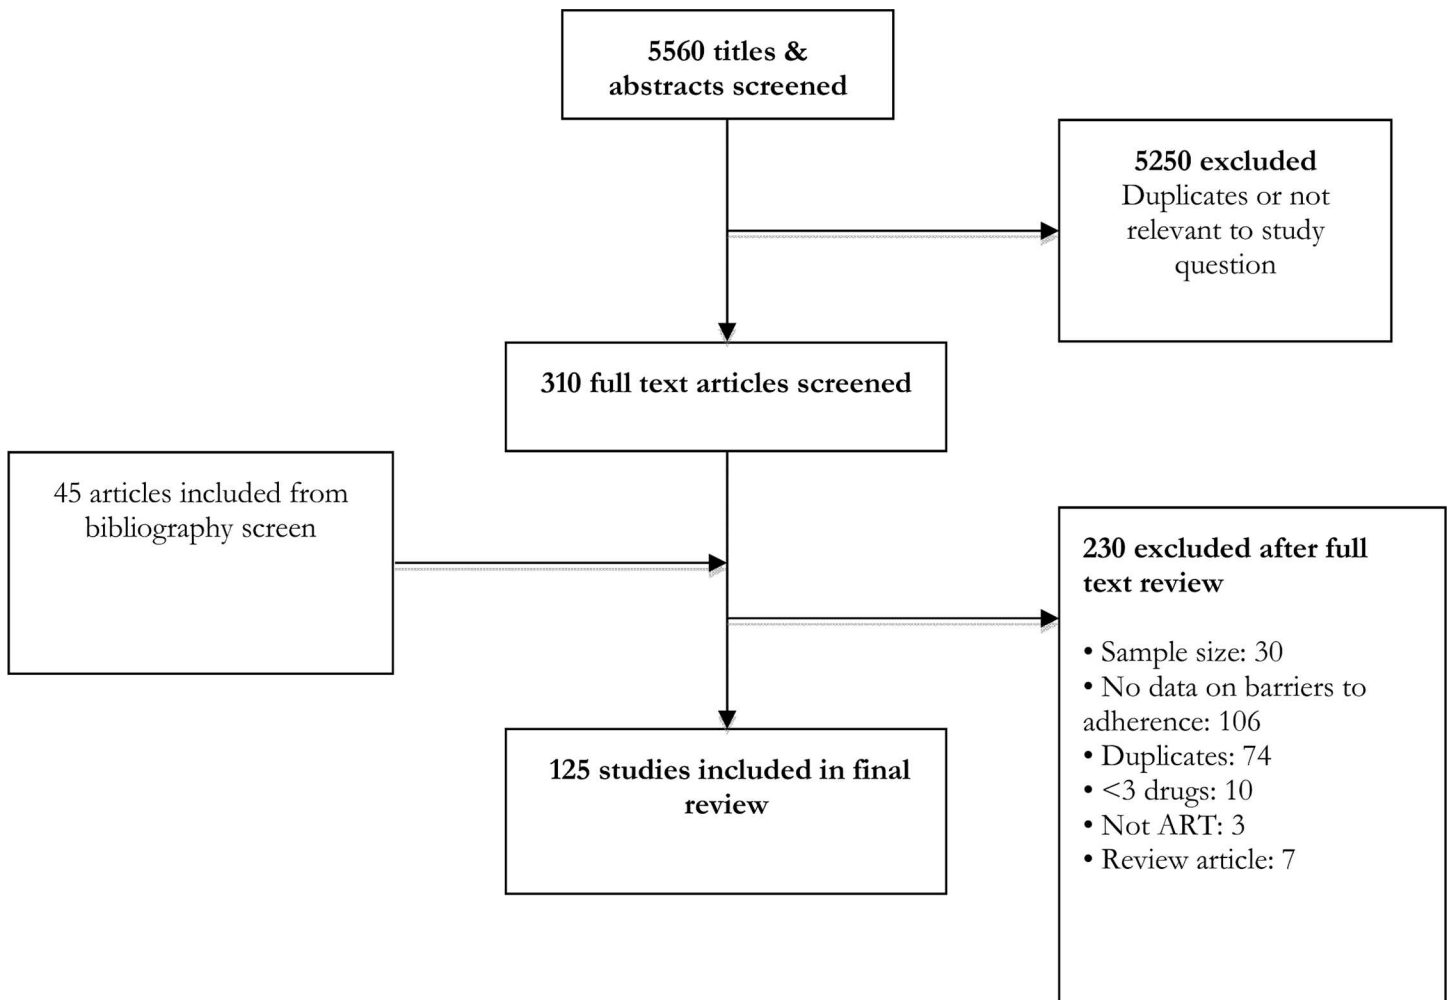 5560 titles &
abstracts screened
5250 excluded
Duplicates or not
relevant to study
question
310 full text articles screened
45 articles included from
bibliography screen
230 excluded after full
text review
• Sample size: 30
• No data on barriers to
adherence: 106
• Duplicates: 74
• <3 drugs: 10
• Not ART: 3
• Review article: 7
125 studies included in final
review